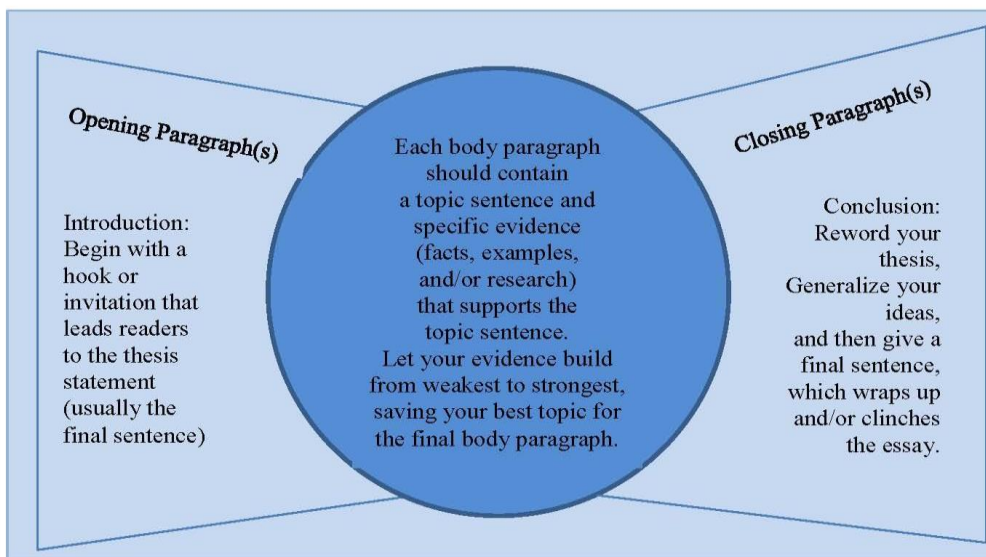 Opening Paragraph(s)
Introduction:
Begin with a
hook or
invitation that
leads readers
to the thesis
statement
(usually the
final sentence)
Each body paragraph
should contain
a topic sentence and
specific evidence
(facts, examples,
and/or research)
that supports the
topic sentence.
Let your evidence build
from weakest to strongest,
saving your best topic for
the final body paragraph.
Closing Paragraph(s)
Conclusion:
Reword your
thesis,
Generalize your
ideas,
and then give a
final sentence,
which wraps up
and/or clinches
the essay.